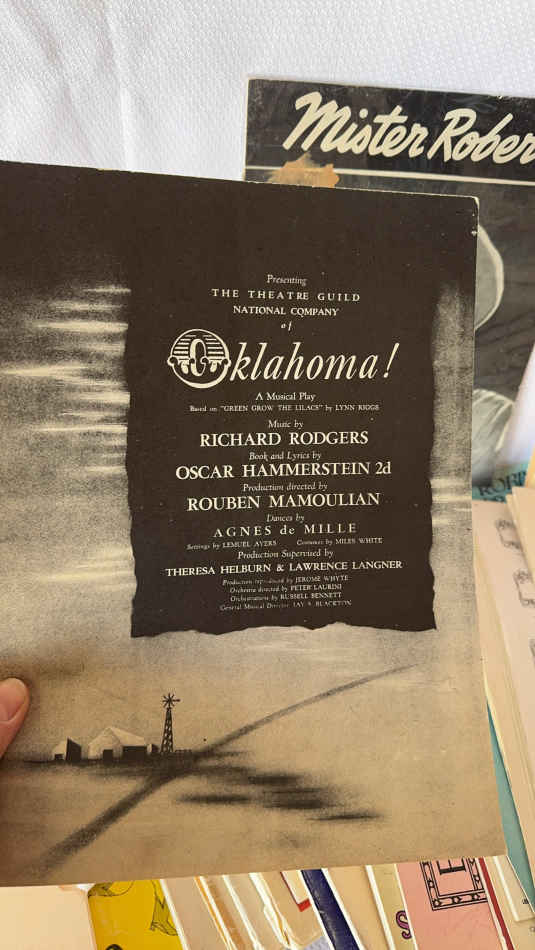 Mister Rober
Presenting
THE THEATRE GUILD
NATIONAL COMPANY
of
Oklahoma!
A Musical Play
Based on "GREEN GROW THE LILACS" by LYNN RIGGS
Music by
RICHARD RODGERS
Book and Lyrics by
OSCAR HAMMERSTEIN 2d
Production directed by
ROUBEN MAMOULIAN
Dances by
AGNES de MILLE
Settings by LEMUEL AYERS Costumes by MILES WHITE
Production Supervised by
THERESA HELBURN & LAWRENCE LANGNER
Production reproduced by JEROME WHYTE
Orchestra directed by PETER LAURINI
Orchestrations by RUSSELL BENNETT
General Musical Director JAY S. BLACKTON